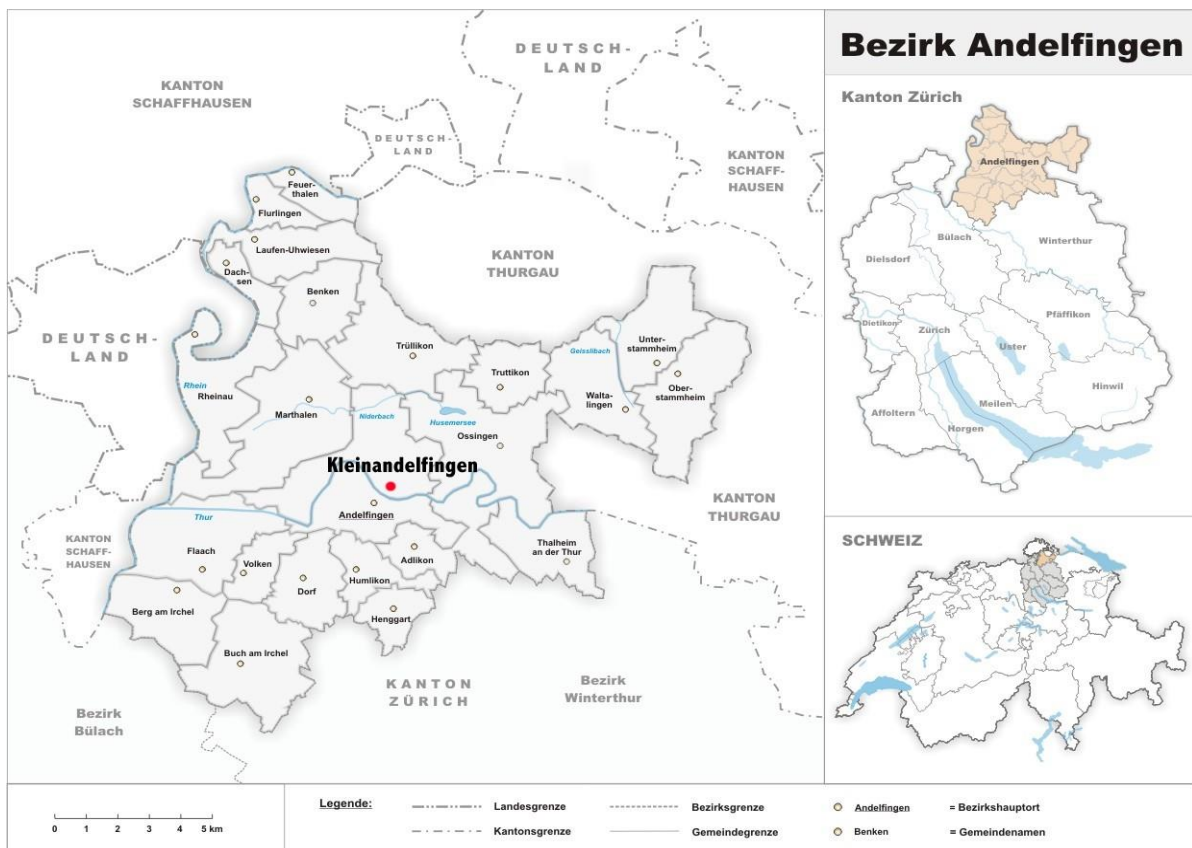 DEUTSCH-
LAND
KANTON
SCHAFFHAUSEN
DEUTSCH-
LAND
KANTON
SCHAFF-
HAUSEN
Feuer-
thalen
Flurlingen
Laufen-Uhwiesen
Dach-
sen
Benken
KANTON
THURGAU
DEUTSCH-
LAND
Trüllikon
Geisslibach
Unter-
stammheim
Truttikon
Ober-
stammheim
Rhein
Rheinau
Marthalen
Niderbach
Husemersee
Walta-
lingen
Ossingen
Kleinandelfingen
Andelfingen
Thur
KANTON
THURGAU
KANTON
SCHAFF-
HAUSEN
Flaach
Volken
Dorf
Humlikon
Adlikon
Thalheim
an der Thur
Berg am Irchel
Henggart
Buch am Irchel
KANTON
ZÜRICH
Bezirk
Winterthur
Bezirk
Bülach
Bezirk Andelfingen
Kanton Zürich
Andelfingen
Bülach
Winterthur
Dielsdorf
Pfäffikon
Dietikon
Zürich
Uster
Hinwil
Meilen
Affoltern
Horgen
SCHWEIZ
0 1 2 3 4 5 km
Legende:
Landesgrenze
Bezirksgrenze
Andelfingen = Bezirkshauptort
Kantonsgrenze
Gemeindegrenze
Benken = Gemeindenamen